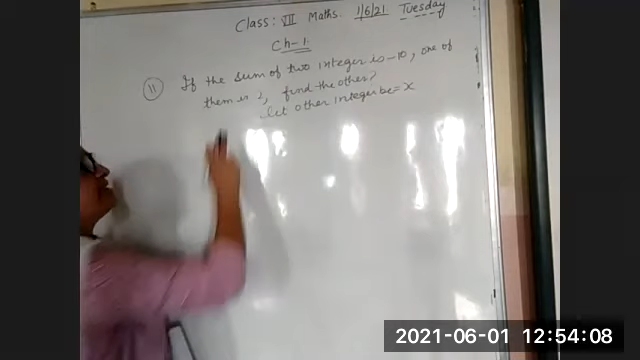 Class: VII Maths. 1/6/21 Tuesday
Ch-1
(11) If the sum of two integer is -10, one of
them is 2, find the other?
Let other integer be = x
2021-06-01 12:54:08